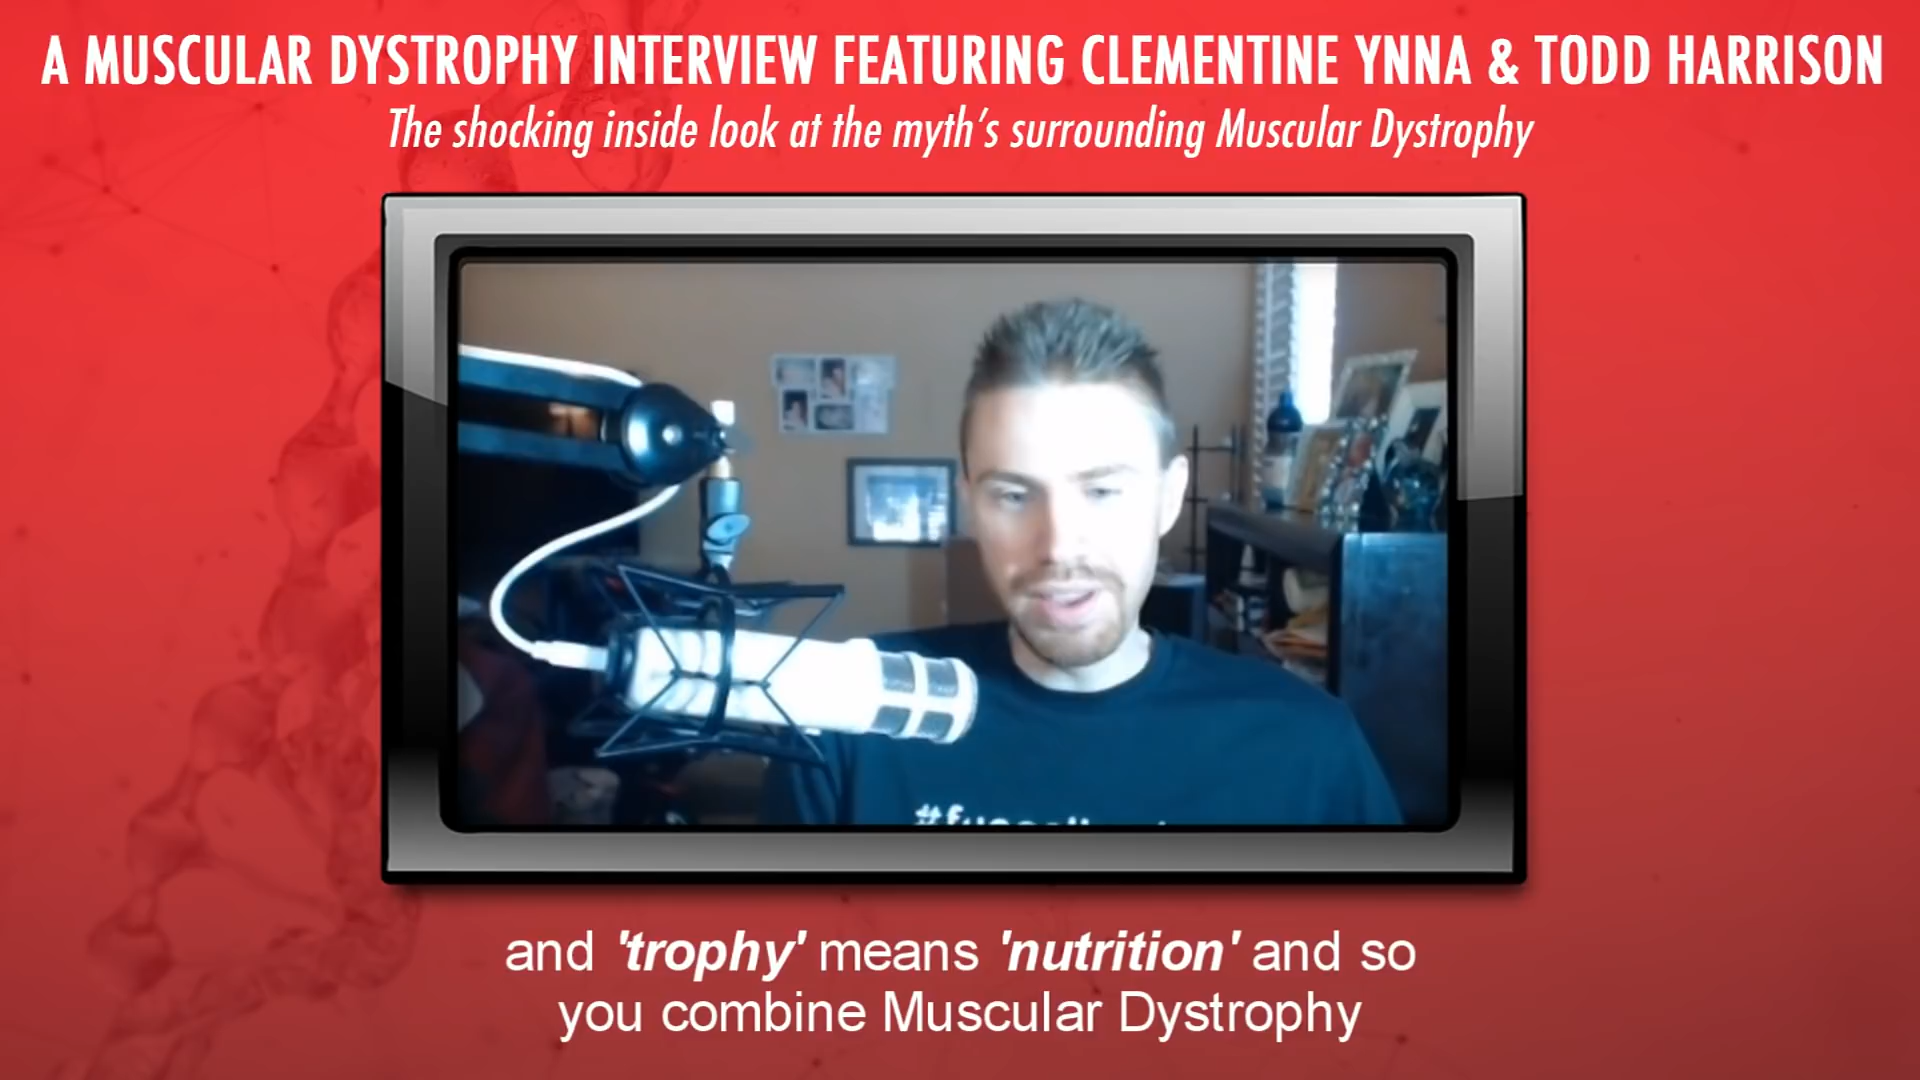 A MUSCULAR DYSTROPHY INTERVIEW FEATURING CLEMENTINE YNNA & TODD HARRISON
The shocking inside look at the myth's surrounding Muscular Dystrophy
and 'trophy' means 'nutrition' and so
you combine Muscular Dystrophy